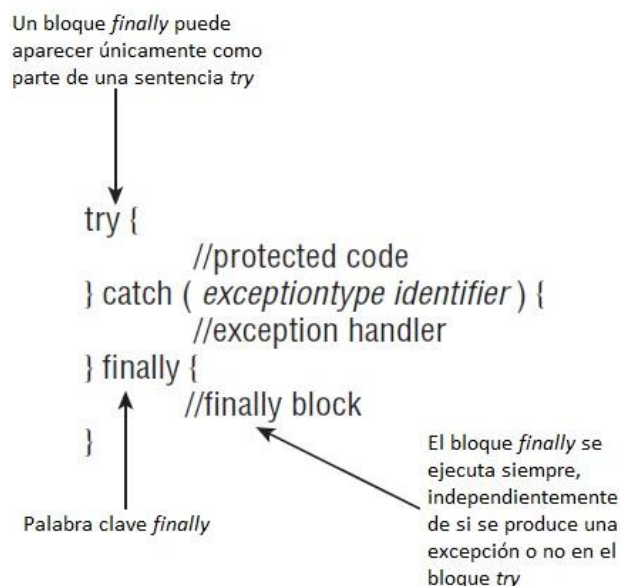 Un bloque finally puede
aparecer únicamente como
parte de una sentencia try
try {
//protected code
} catch ( exceptiontype identifier ) {
//exception handler
} finally {
//finally block
}
Palabra clave finally
El bloque finally se
ejecuta siempre,
independientemente
de si se produce una
excepción o no en el
bloque try